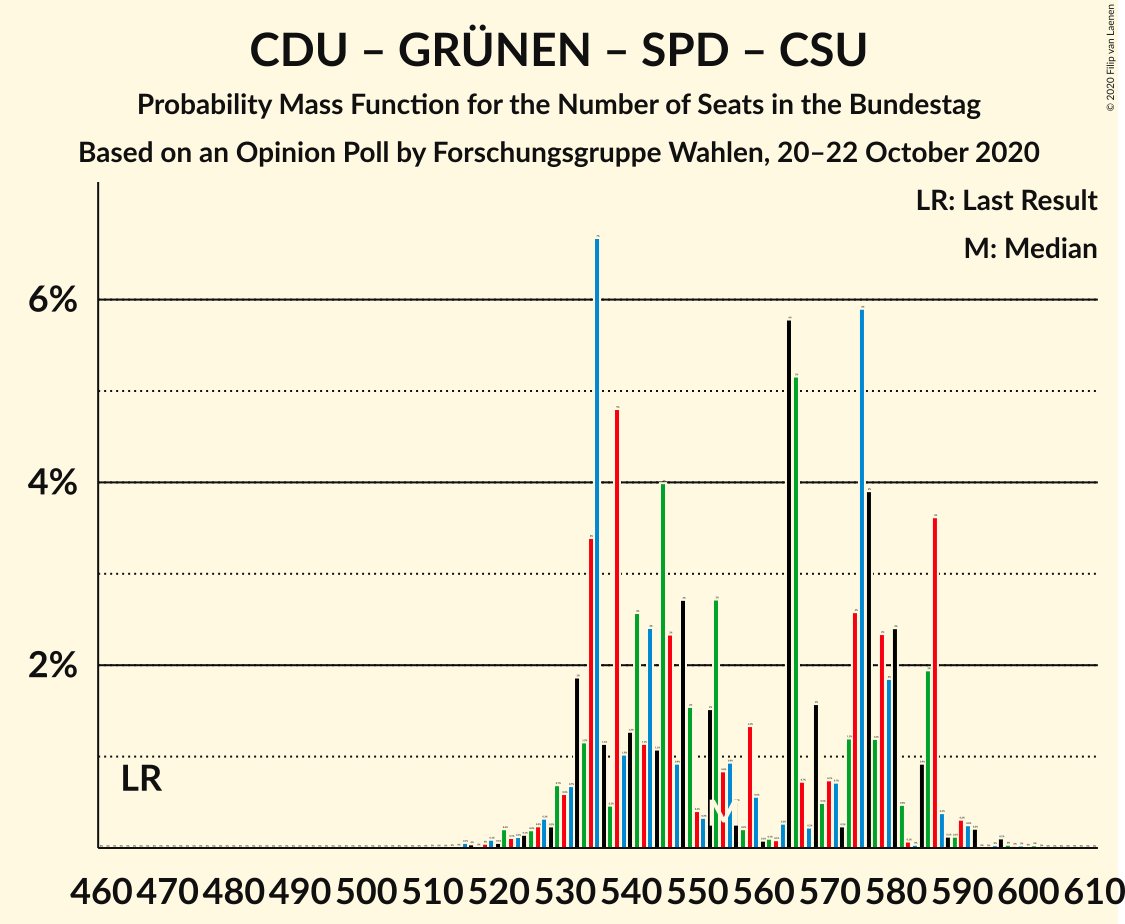 © 2020 Filip van Laenen
CDU – GRÜNEN – SPD – CSU
Probability Mass Function for the Number of Seats in the Bundestag
Based on an Opinion Poll by Forschungsgruppe Wahlen, 20–22 October 2020
LR: Last Result
M: Median
6%
4%
2%
LR
M
460 470 480 490 500 510 520 530 540 550 560 570 580 590 600 610